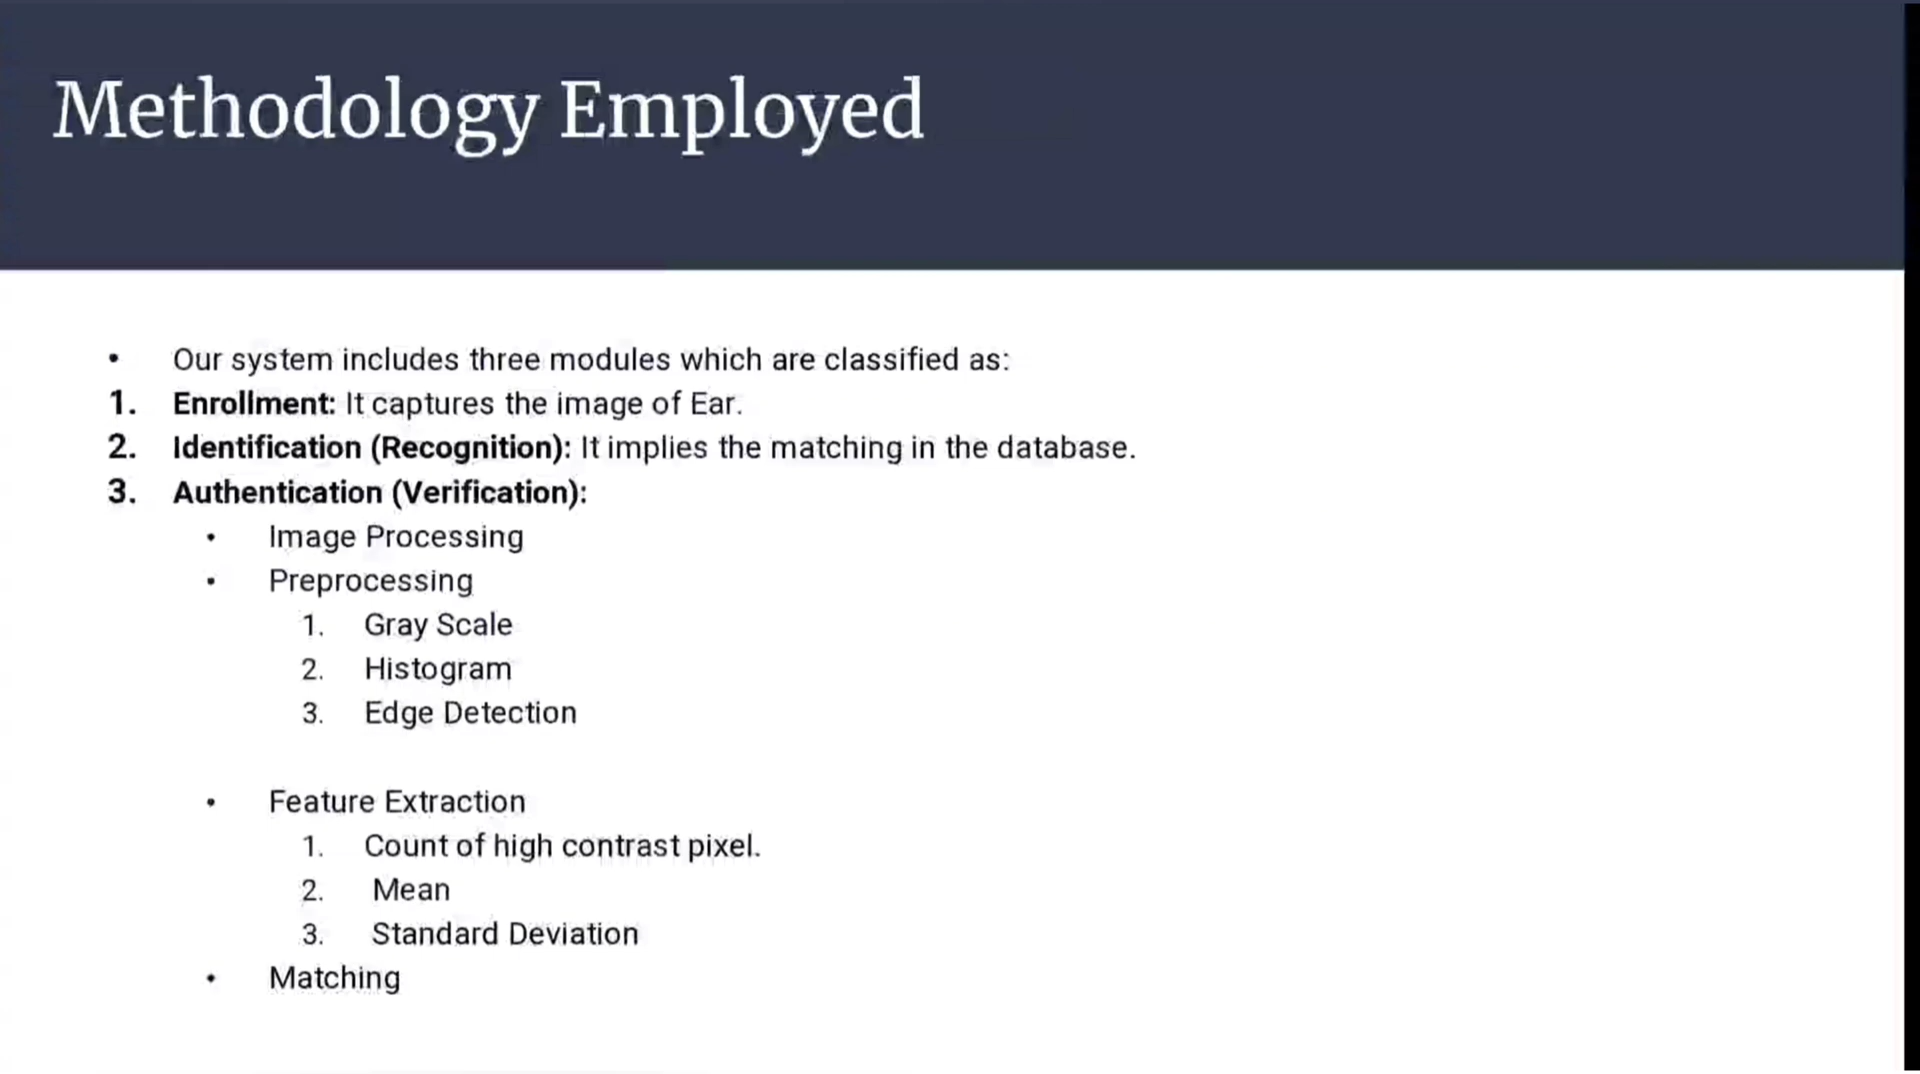 Methodology Employed
• Our system includes three modules which are classified as:
1. Enrollment: It captures the image of Ear.
2. Identification (Recognition): It implies the matching in the database.
3. Authentication (Verification):
• Image Processing
• Preprocessing
1. Gray Scale
2. Histogram
3. Edge Detection
• Feature Extraction
1. Count of high contrast pixel.
2. Mean
3. Standard Deviation
• Matching